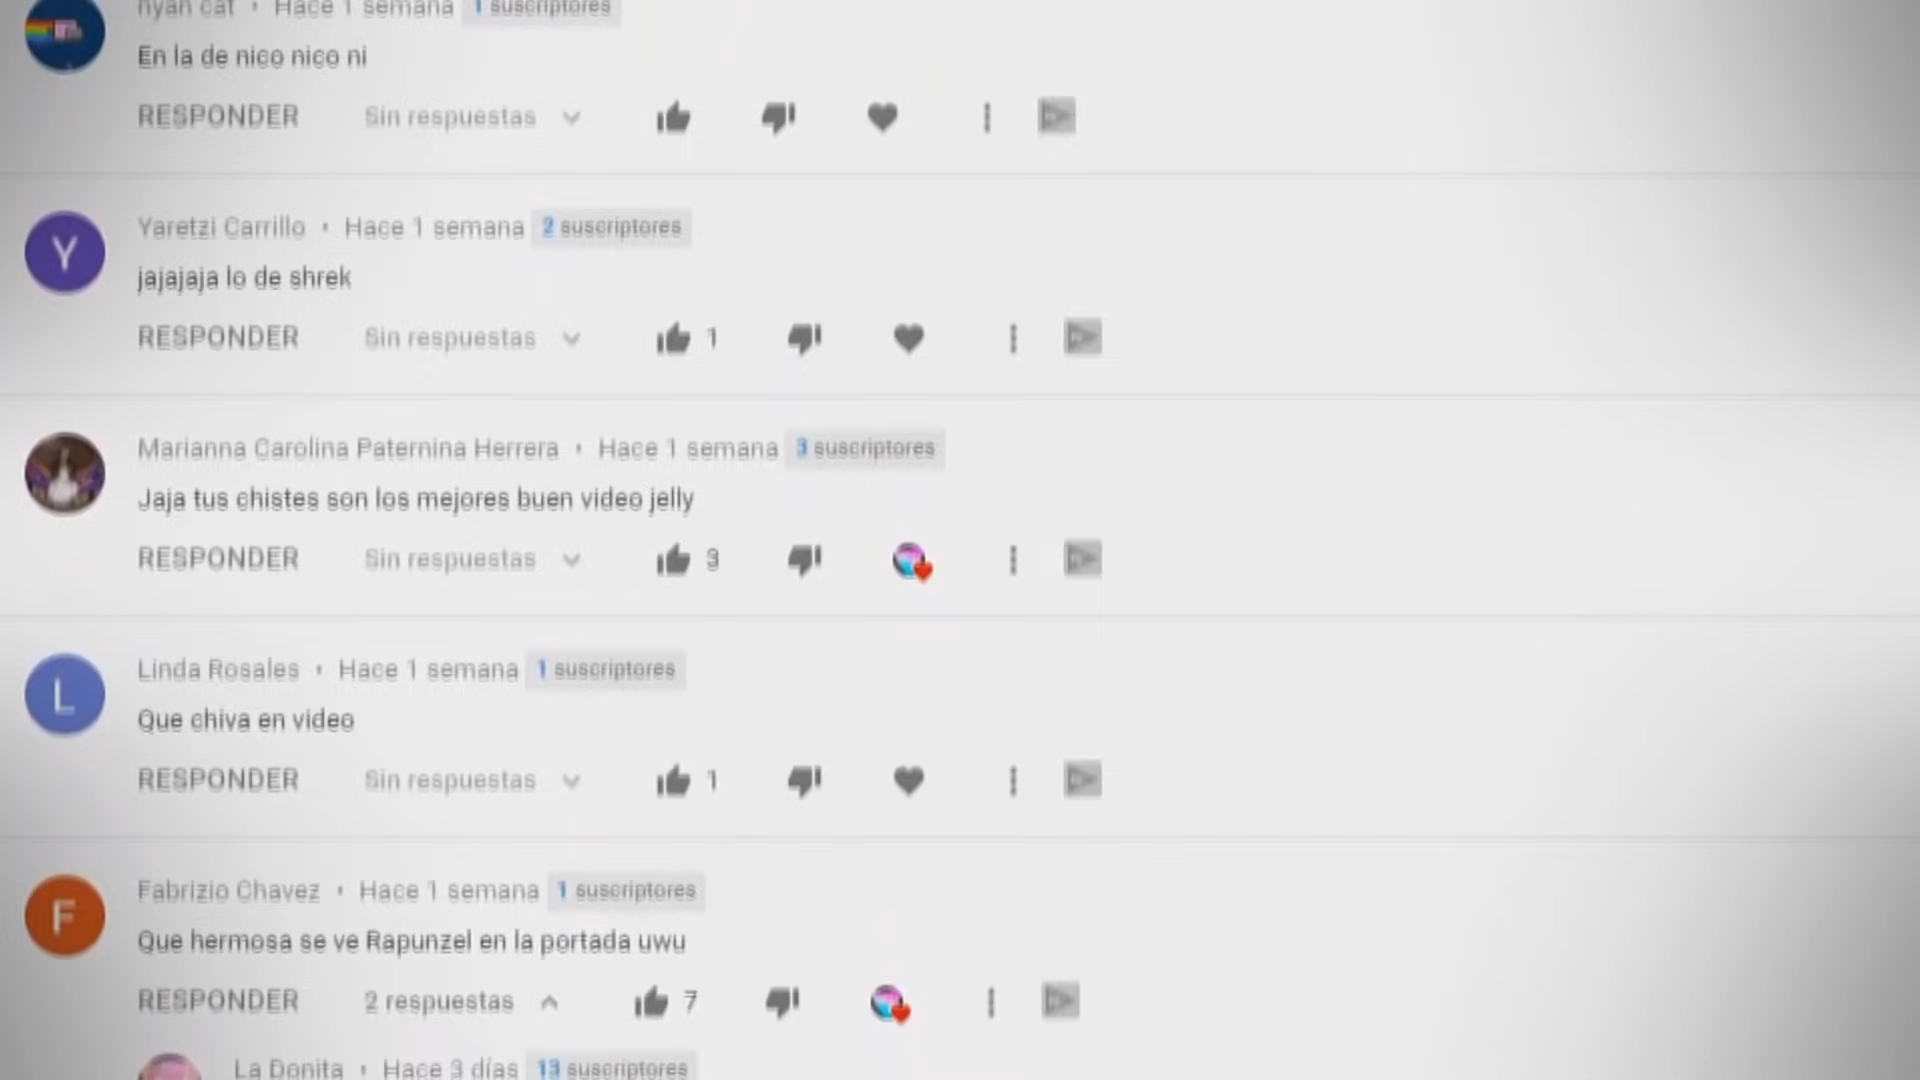 nyan cat • Hace 1 semana 1 suscriptores
En la de nico nico ni
RESPONDER Sin respuestas
Y
Yaretzi Carrillo • Hace 1 semana 2 suscriptores
jajajaja lo de shrek
RESPONDER Sin respuestas 1
Marianna Carolina Paternina Herrera • Hace 1 semana 3 suscriptores
Jaja tus chistes son los mejores buen video jelly
RESPONDER Sin respuestas 3
L
Linda Rosales • Hace 1 semana 1 suscriptores
Que chiva en video
RESPONDER Sin respuestas 1
F
Fabrizio Chavez • Hace 1 semana 1 suscriptores
Que hermosa se ve Rapunzel en la portada uwu
RESPONDER 2 respuestas 7
La Donita • Hace 3 días 13 suscriptores